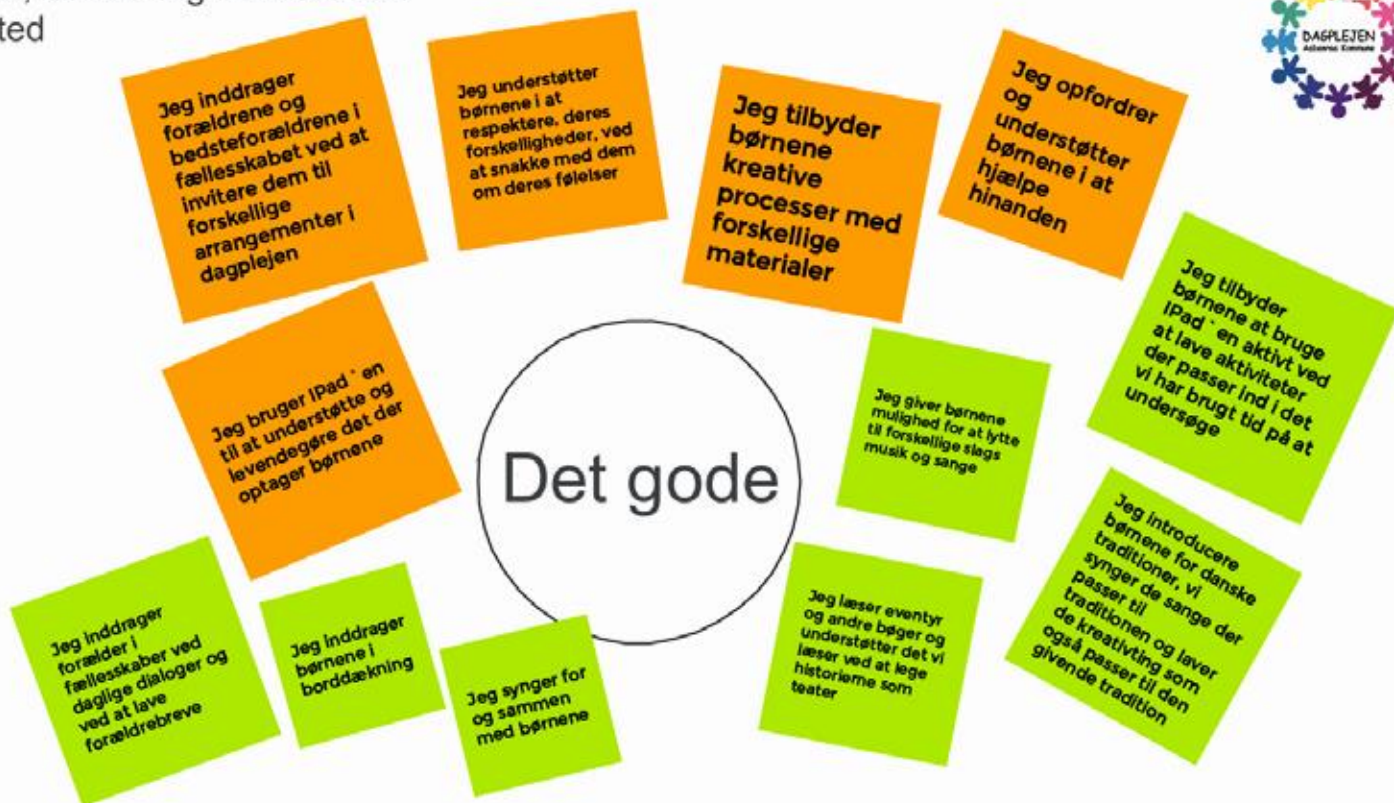 ted
DAGPLEJEN
Aabenraa Kommune
Jeg inddrager
forældrene og
bedsteforældrene i
fællesskabet ved at
invitere dem til
forskellige
arrangementer i
dagplejen
Jeg understøtter
børnene i at
respektere, deres
forskelligheder, ved
at snakke med dem
om deres følelser
Jeg tilbyder
børnene
kreative
processer med
forskellige
materialer
Jeg opfordrer
og
understøtter
børnene i at
hjælpe
hinanden
Jeg tilbyder
børnene at bruge
IPad ` en aktivt ved
at lave aktiviteter
der passer ind i det
vi har brugt tid på at
undersøge
Jeg bruger IPad ` en
til at understøtte og
levendegøre det der
optager børnene
Det gode
Jeg giver børnene
mulighed for at lytte
til forskellige slags
musik og sange
Jeg introducere
børnene for danske
traditioner, vi
synger de sange der
passer til
traditionen og laver
de kreativting som
også passer til den
givende tradition
Jeg inddrager
forælder i
fællesskaber ved
daglige dialoger og
ved at lave
forældrebreve
Jeg inddrager
børnene i
borddækning
Jeg synger for
og sammen
med børnene
Jeg læser eventyr
og andre bøger og
understøtter det vi
læser ved at lege
historierne som
teater